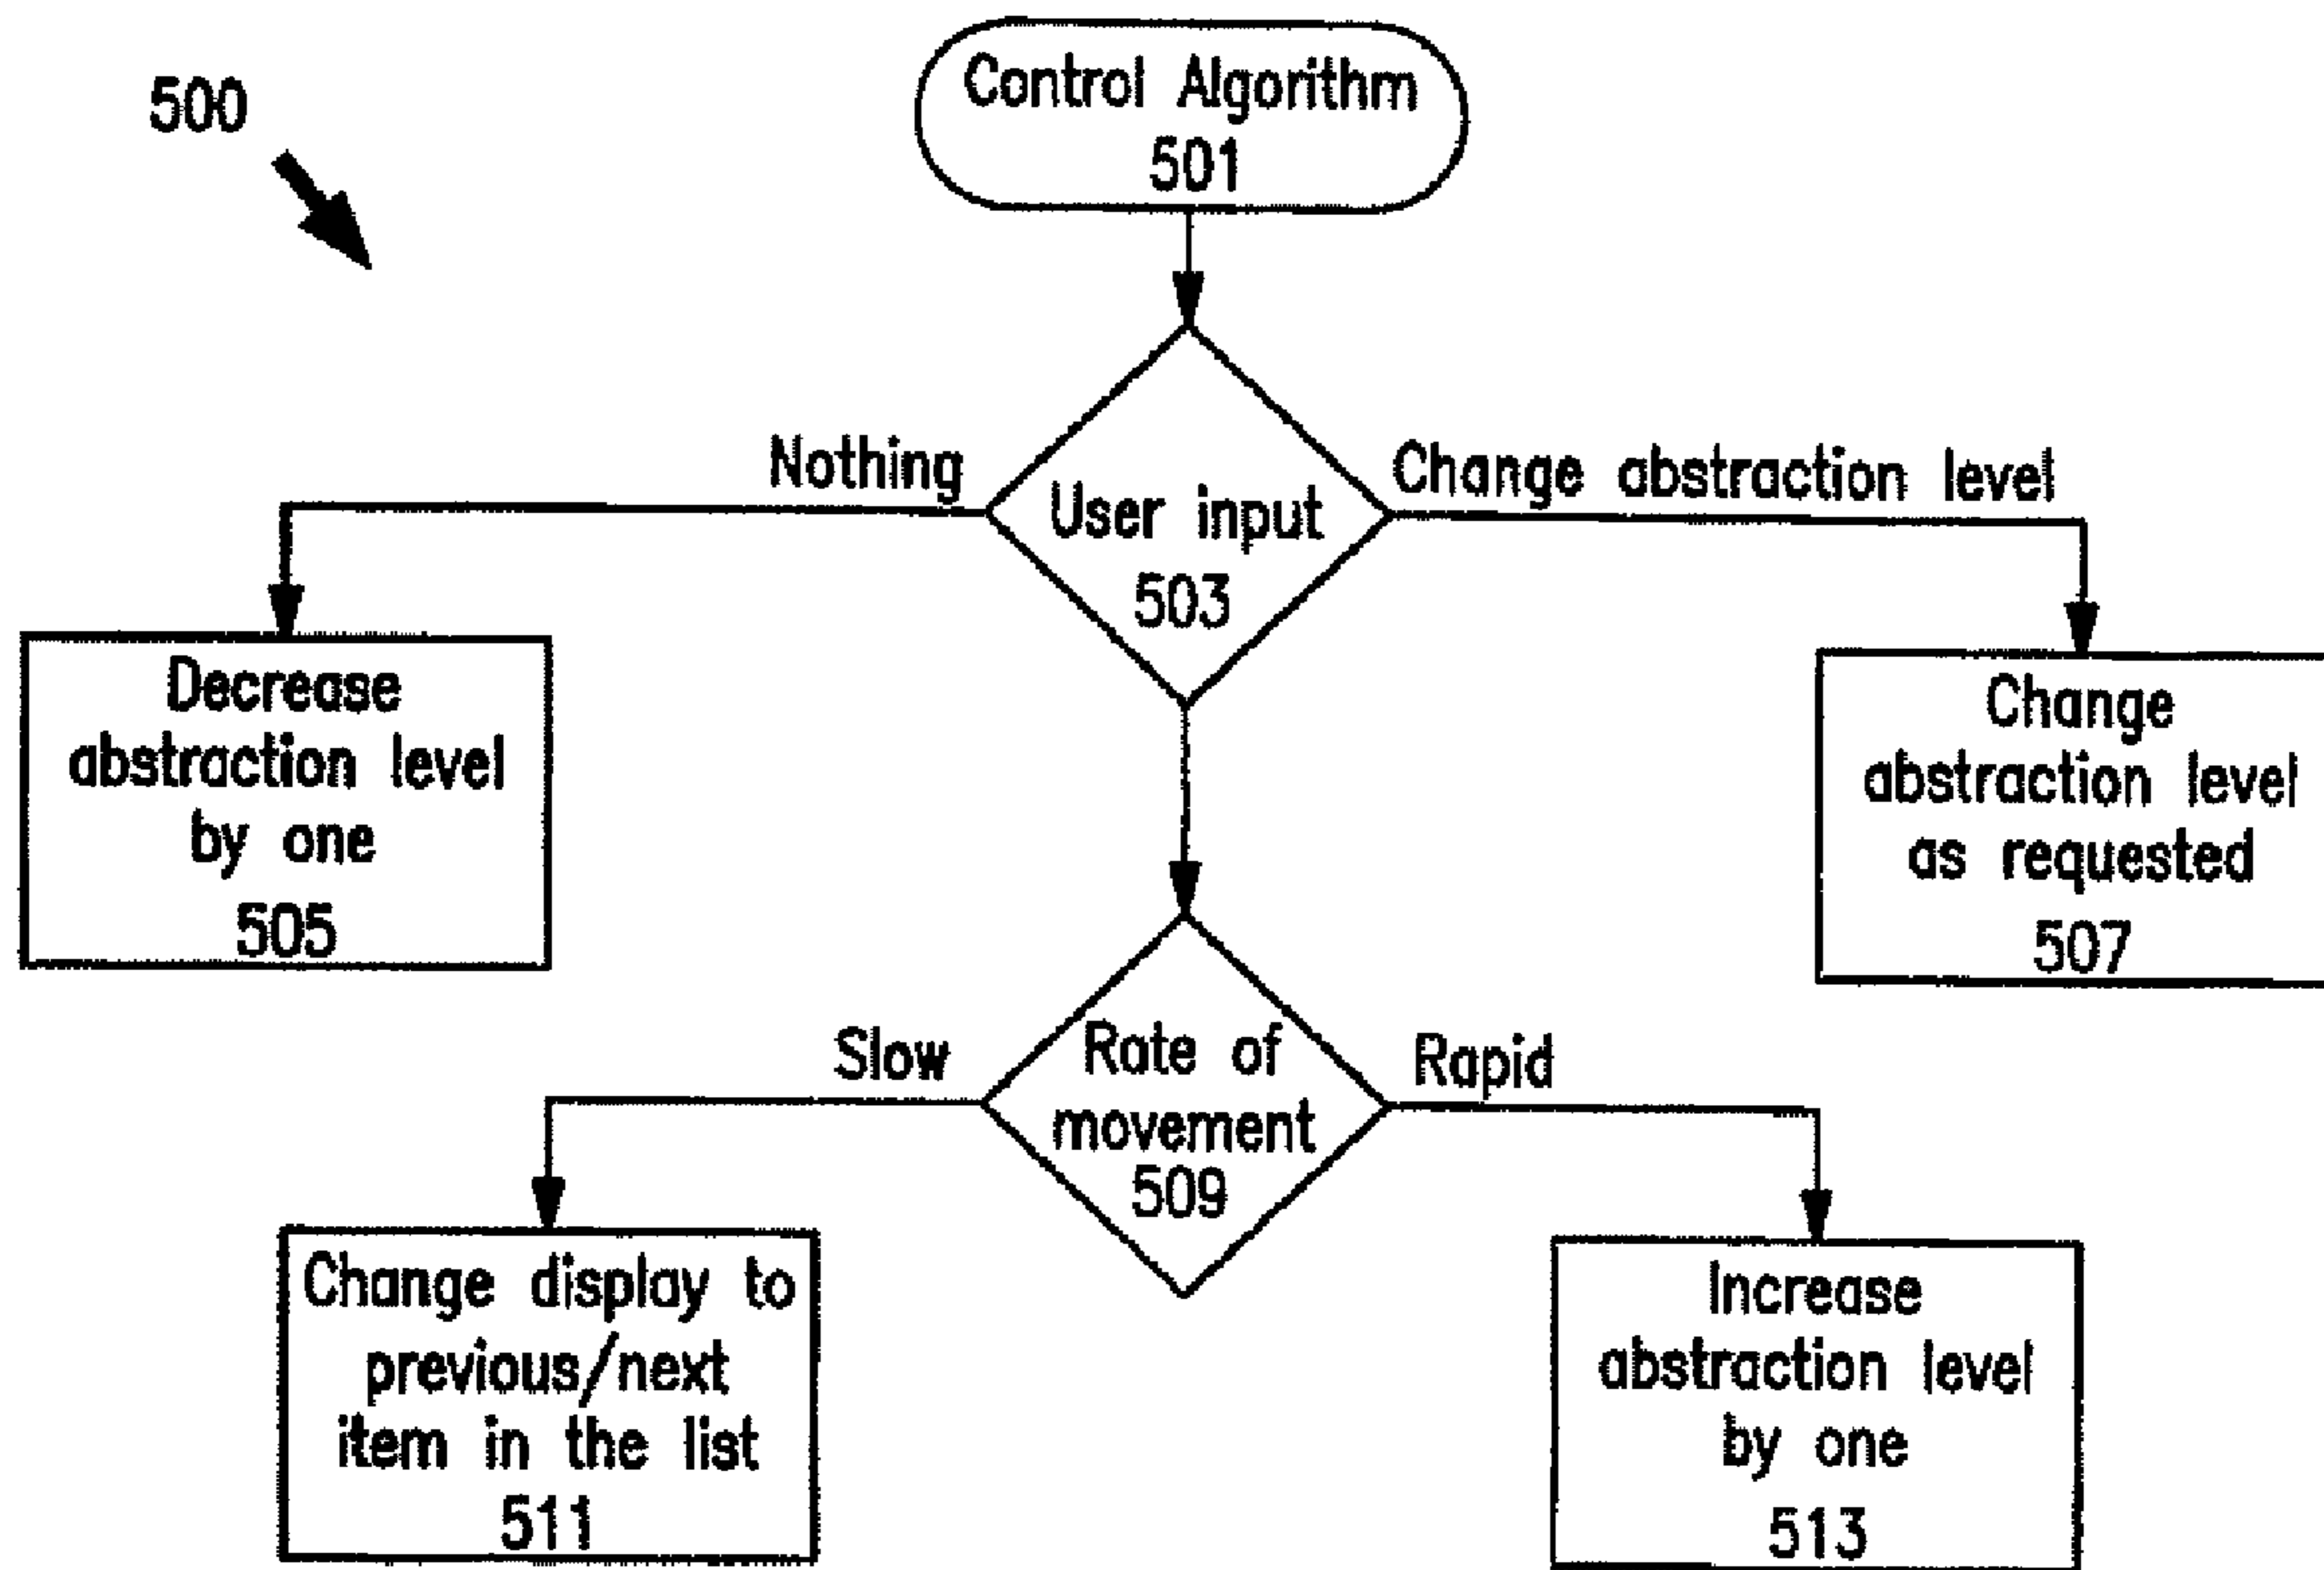 500
Control Algorithm
501
Nothing
Change abstraction level
User input
503
Decrease
abstraction level
by one
505
Change
abstraction level
as requested
507
Slow
Rate of
movement
509
Rapid
Change display to
previous/next
item in the list
511
Increase
abstraction level
by one
513